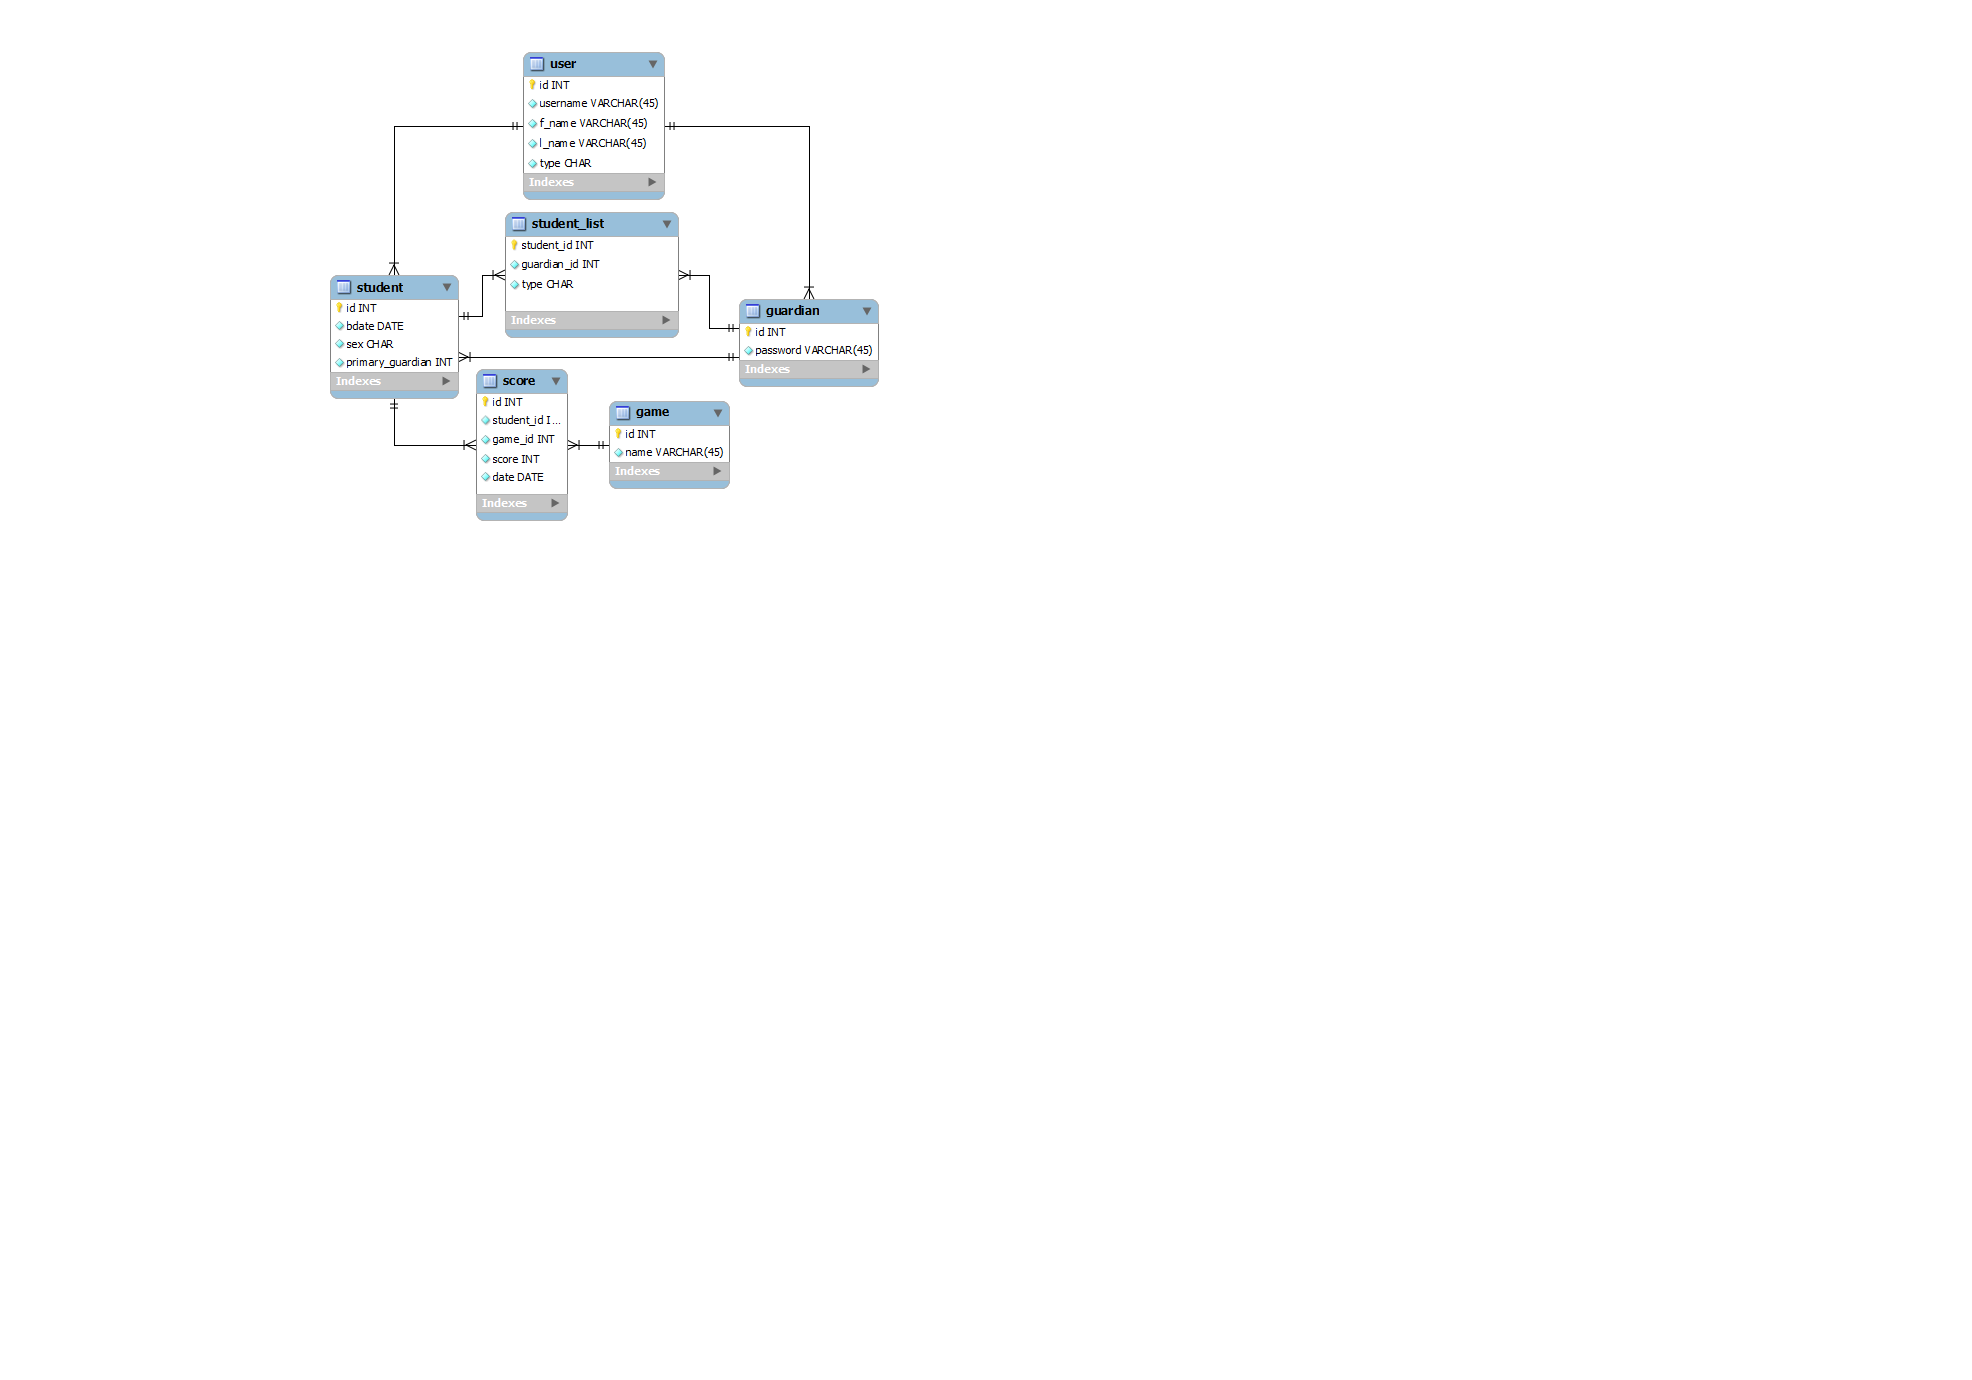 user
id INT
username VARCHAR(45)
f_name VARCHAR(45)
l_name VARCHAR(45)
type CHAR
Indexes
student_list
student_id INT
guardian_id INT
type CHAR
Indexes
student
id INT
bdate DATE
sex CHAR
primary_guardian INT
Indexes
guardian
id INT
password VARCHAR(45)
Indexes
score
id INT
student_id I...
game_id INT
score INT
date DATE
Indexes
game
id INT
name VARCHAR(45)
Indexes